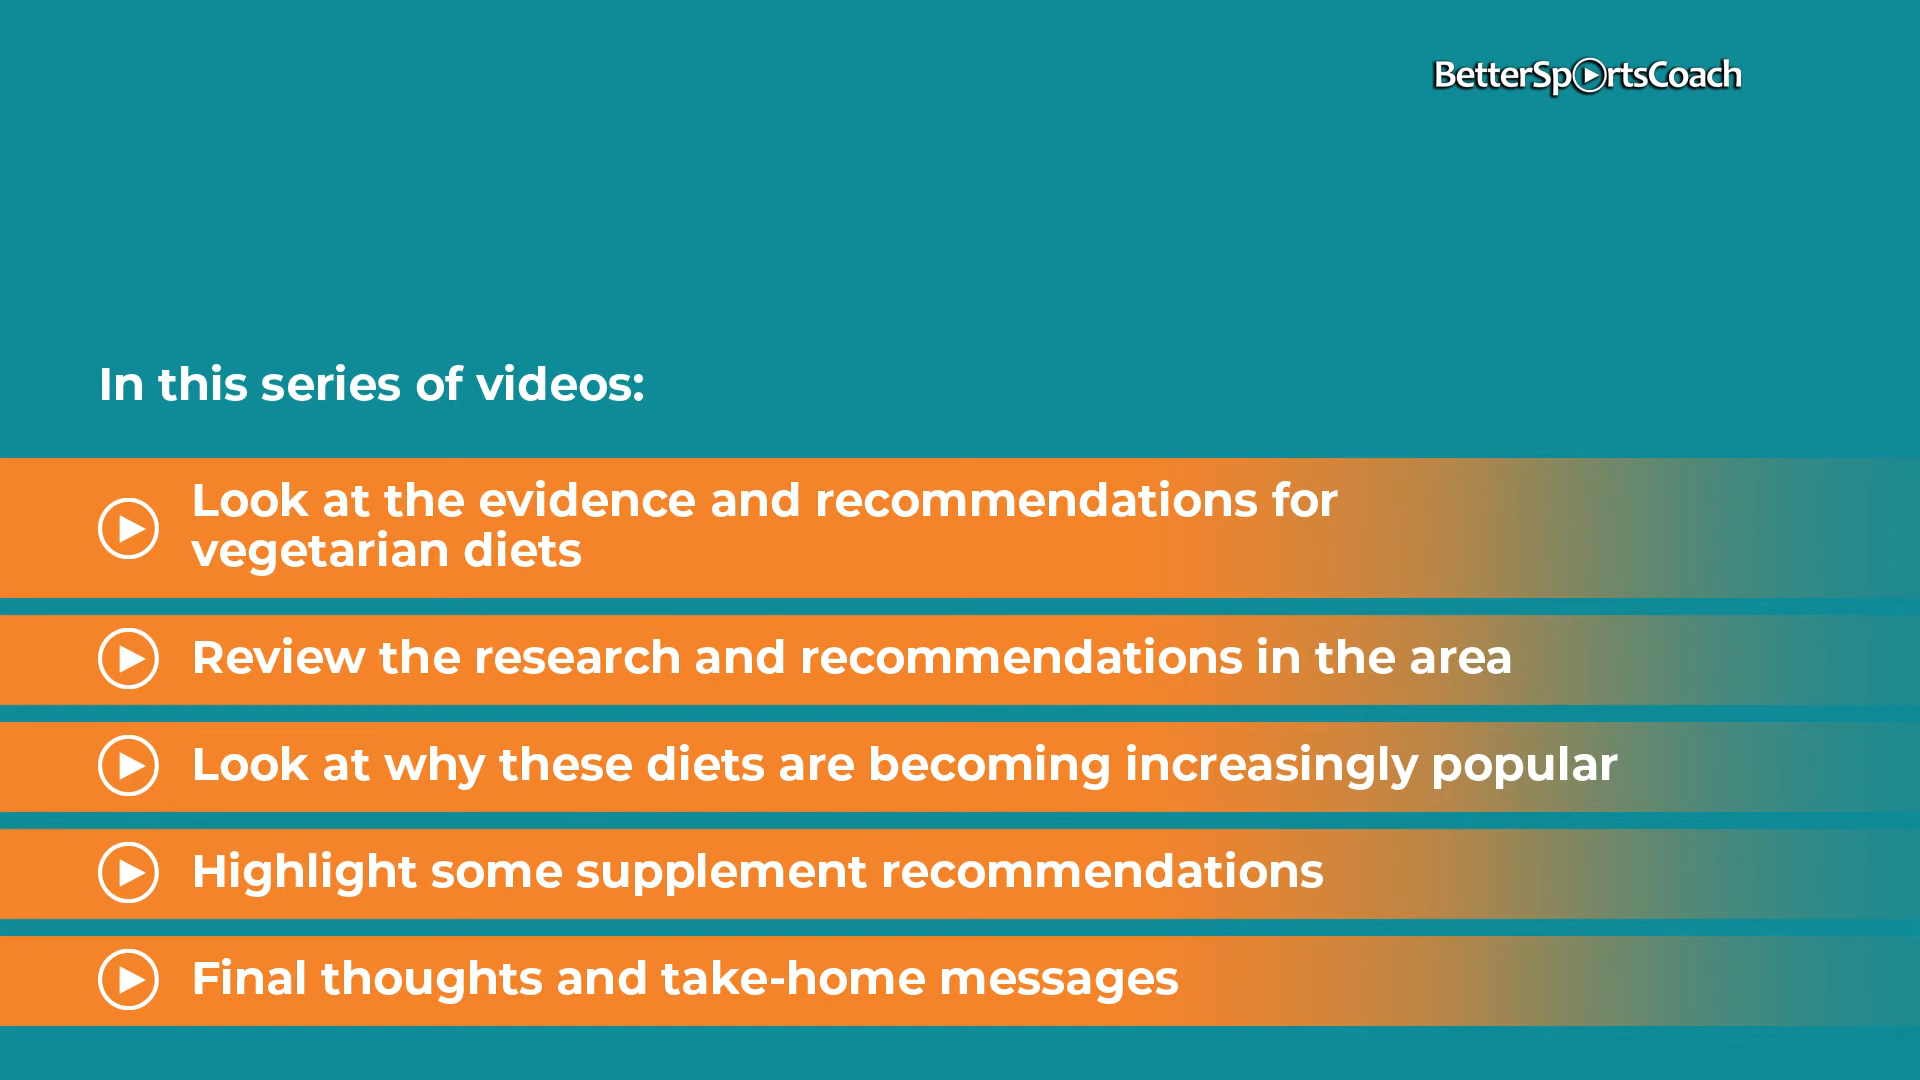 BetterSportsCoach
In this series of videos:
Look at the evidence and recommendations for
vegetarian diets
Review the research and recommendations in the area
Look at why these diets are becoming increasingly popular
Highlight some supplement recommendations
Final thoughts and take-home messages